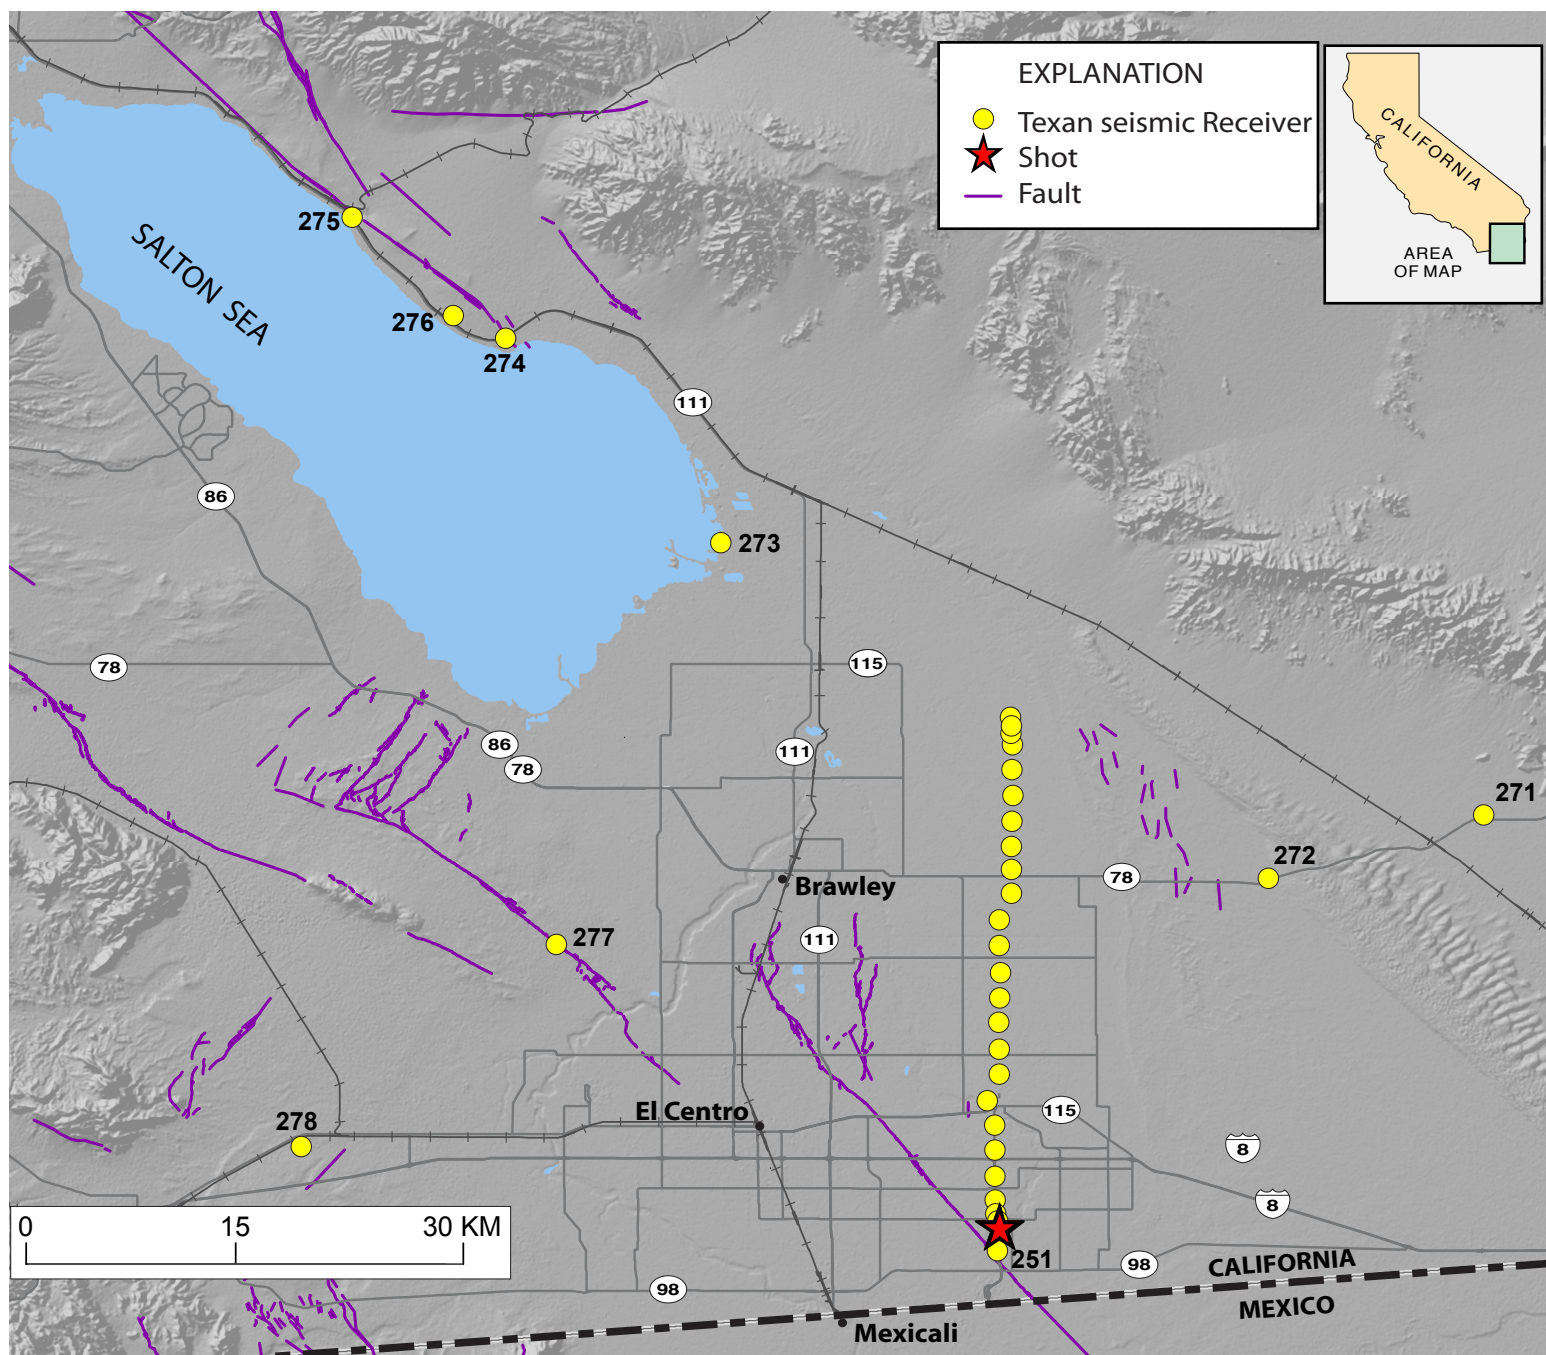 EXPLANATION
Texan seismic Receiver
Shot
Fault
CALIFORNIA
AREA
OF MAP
SALTON SEA
275
276
274
111
86
273
78
115
86
78
111
271
272
78
Brawley
111
277
278
El Centro
115
8
8
0 15 30 KM
251
98
98
CALIFORNIA
MEXICO
Mexicali